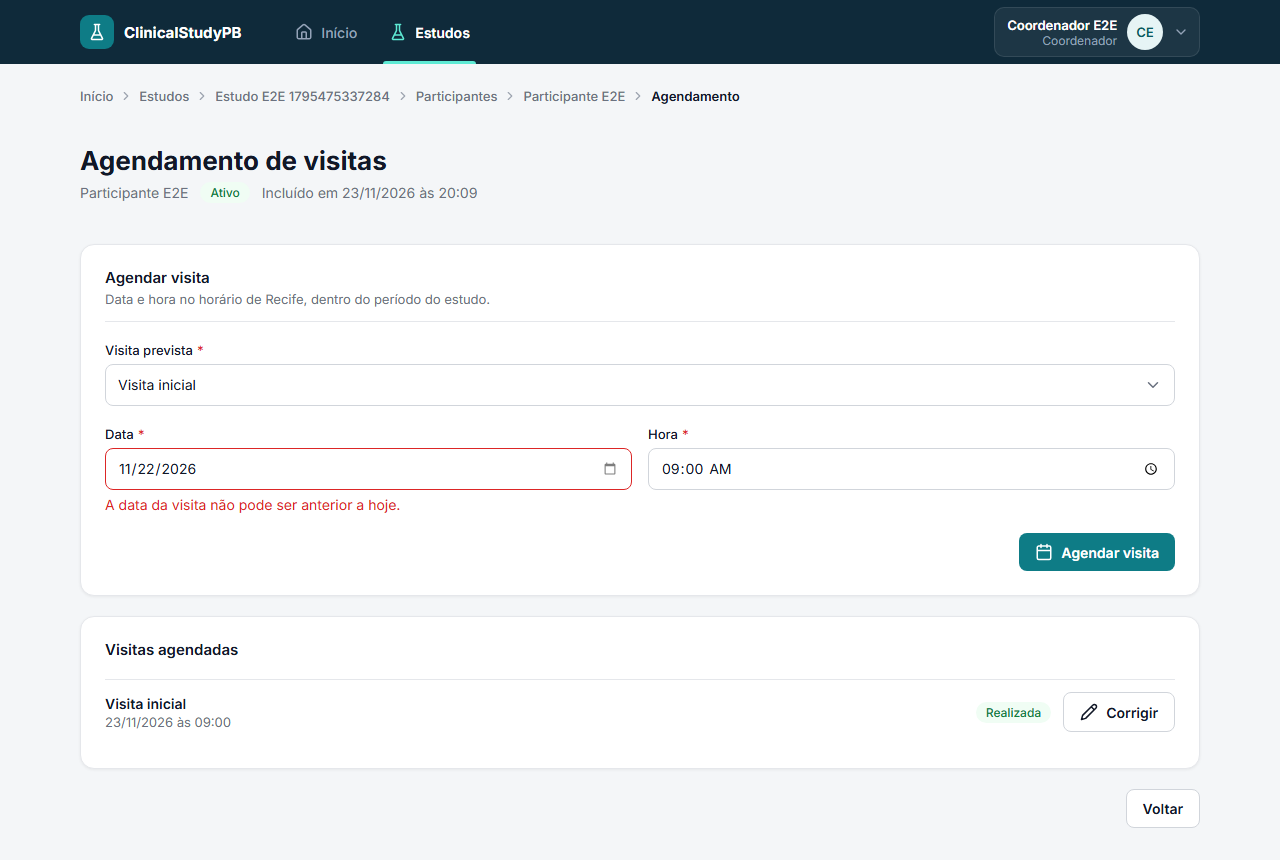 ClinicalStudyPB
Início
Estudos
Coordenador E2E
Coordenador
CE
Início > Estudos > Estudo E2E 1795475337284 > Participantes > Participante E2E > Agendamento
Agendamento de visitas
Participante E2E Ativo Incluído em 23/11/2026 às 20:09
Agendar visita
Data e hora no horário de Recife, dentro do período do estudo.
Visita prevista *
Visita inicial
Data *
Hora *
11/22/2026
09:00 AM
A data da visita não pode ser anterior a hoje.
Agendar visita
Visitas agendadas
Visita inicial
23/11/2026 às 09:00
Realizada
Corrigir
Voltar